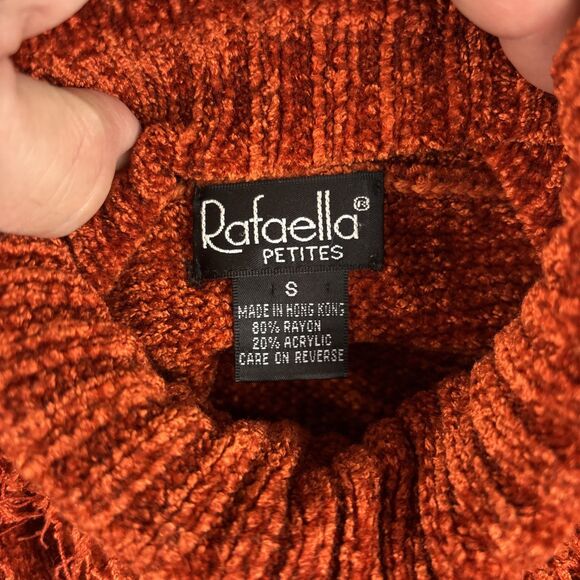 Rafaella®
PETITES
S
MADE IN HONG KONG
80% RAYON
20% ACRYLIC
CARE ON REVERSE